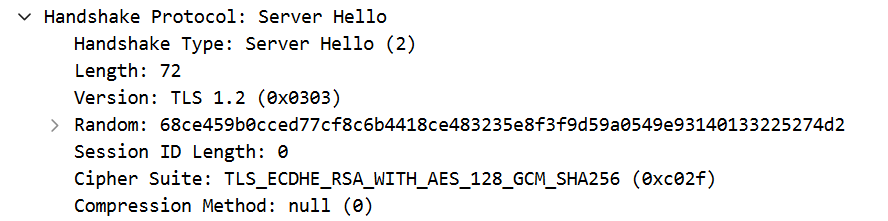 Handshake Protocol: Server Hello
Handshake Type: Server Hello (2)
Length: 72
Version: TLS 1.2 (0x0303)
Random: 68ce459b0cced77cf8c6b4418ce483235e8f3f9d59a0549e93140133225274d2
Session ID Length: 0
Cipher Suite: TLS_ECDHE_RSA_WITH_AES_128_GCM_SHA256 (0xc02f)
Compression Method: null (0)